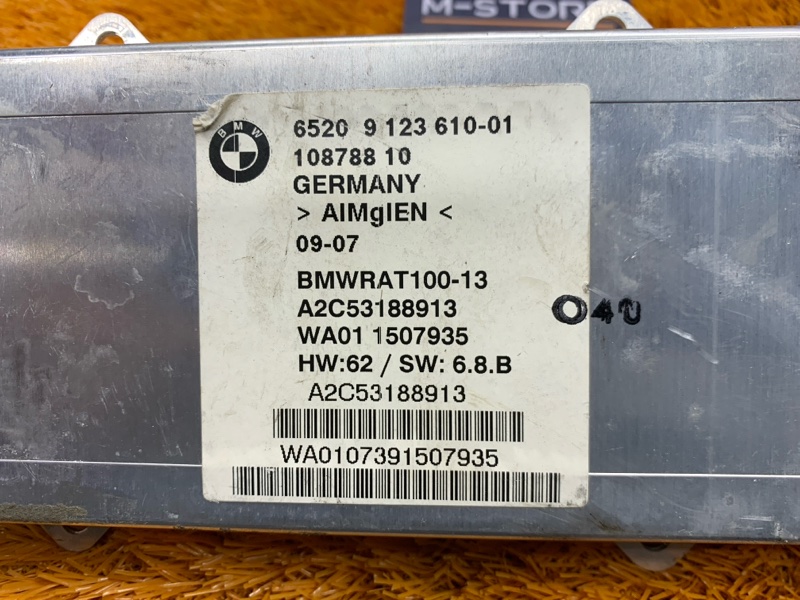 M-STOR
BMW
6520 9 123 610-01
108788 10
GERMANY
> AlMglEN <
09-07
BMWRAT100-13
A2C53188913
WA01 1507935
HW:62 / SW: 6.8.B
A2C53188913
WA0107391507935